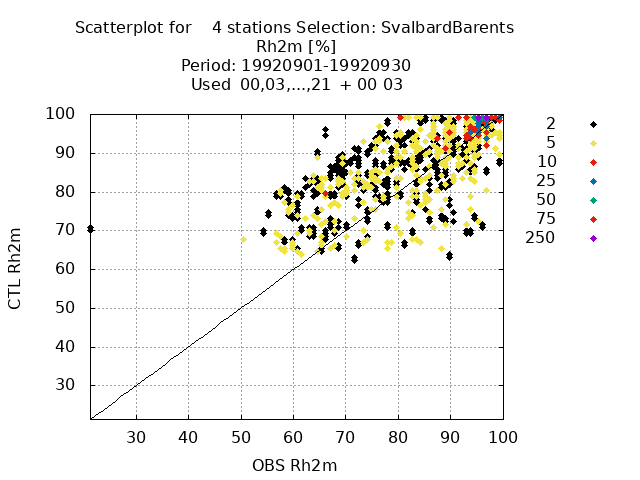 Scatterplot for    4 stations Selection: SvalbardBarents
Rh2m [%]
Period: 19920901-19920930
Used  00,03,...,21  + 00 03
100
90
80
70
60
50
40
30
CTL Rh2m
30 40 50 60 70 80 90 100
OBS Rh2m
2
5
10
25
50
75
250